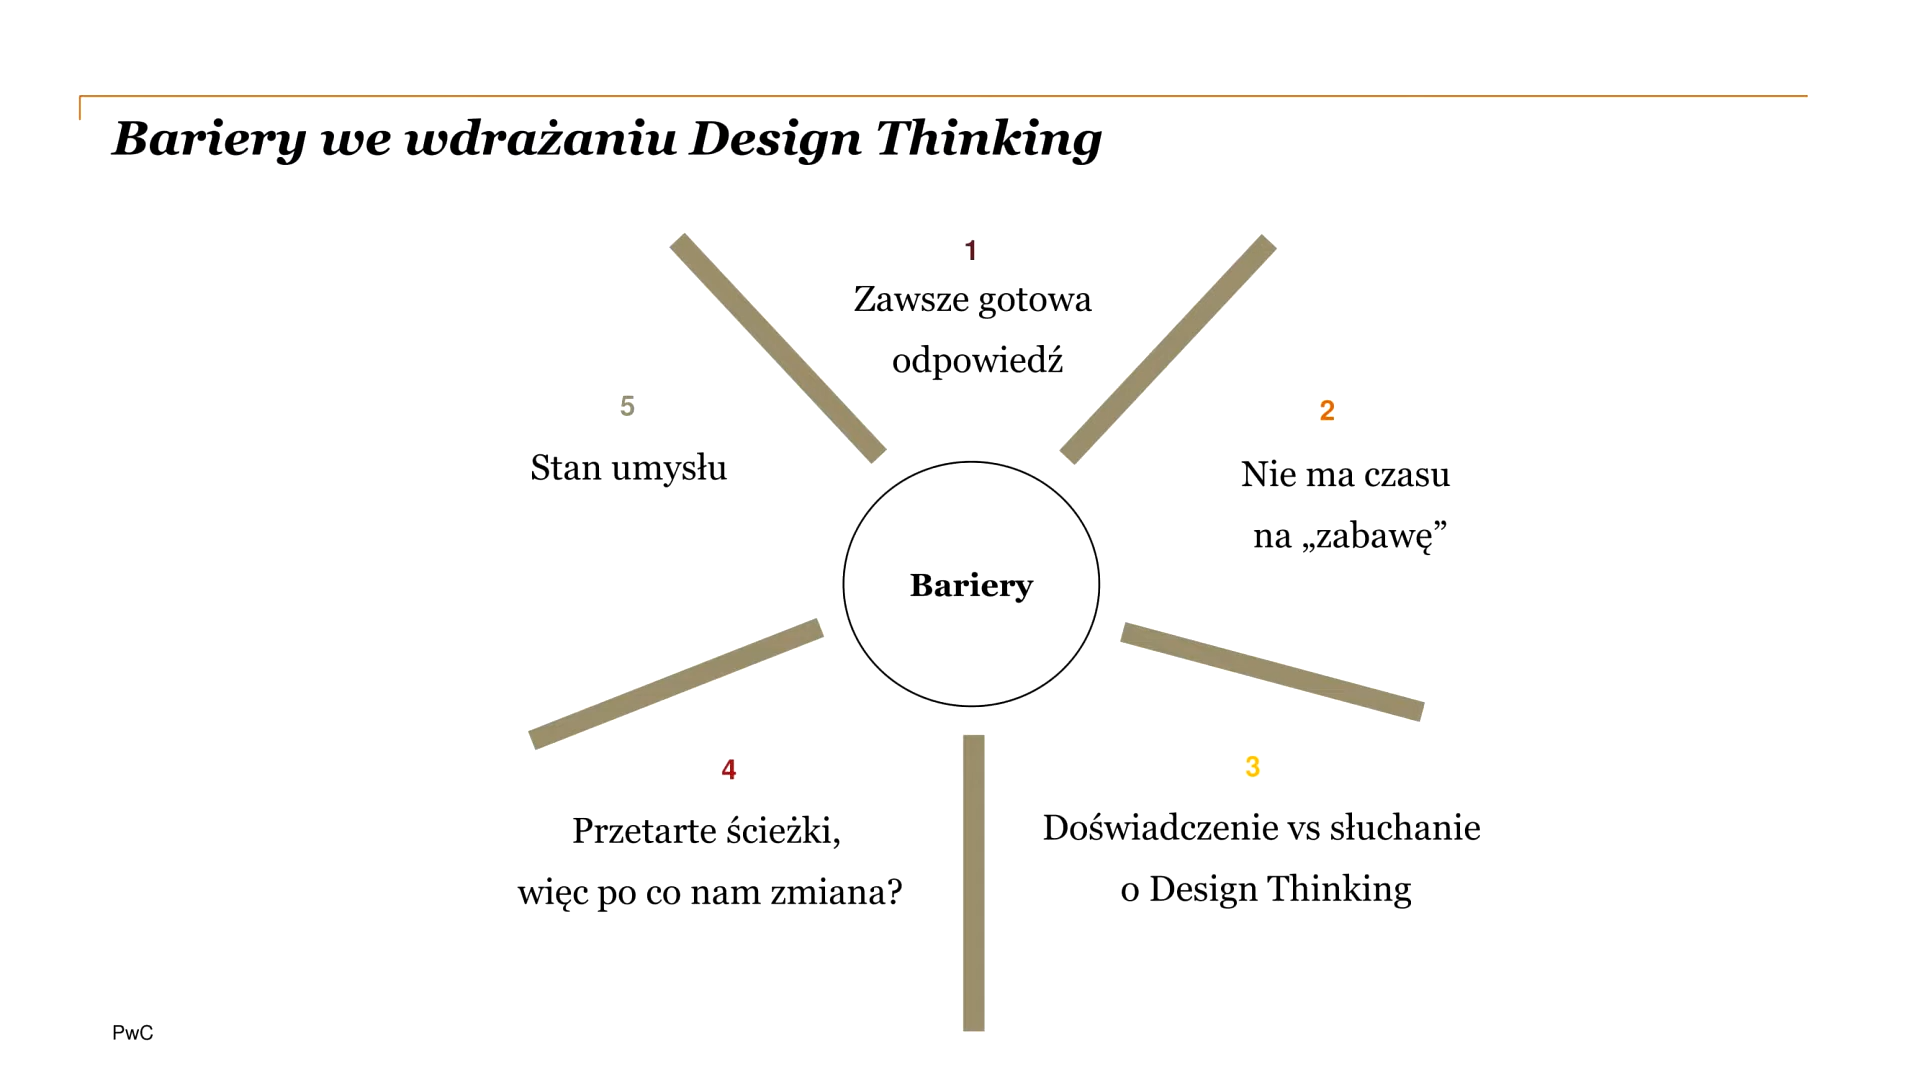 Bariery we wdrażaniu Design Thinking
1
Zawsze gotowa
odpowiedź
2
Nie ma czasu
na „zabawę”
3
Doświadczenie vs słuchanie
o Design Thinking
4
Przetarte ścieżki,
więc po co nam zmiana?
5
Stan umysłu
Bariery
PwC